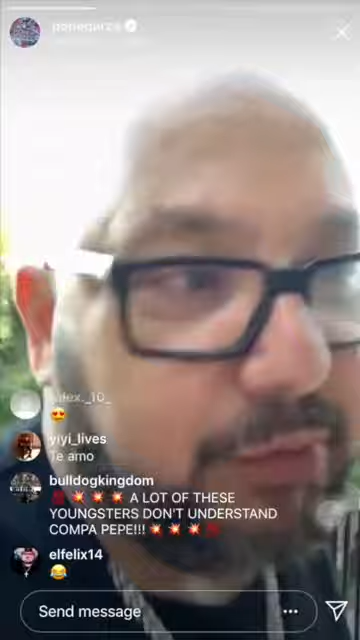 yiyi_lives
Te amo
bulldogkingdom
A LOT OF THESE
YOUNGSTERS DON'T UNDERSTAND
COMPA PEPE!!!
elfelix14
Send message